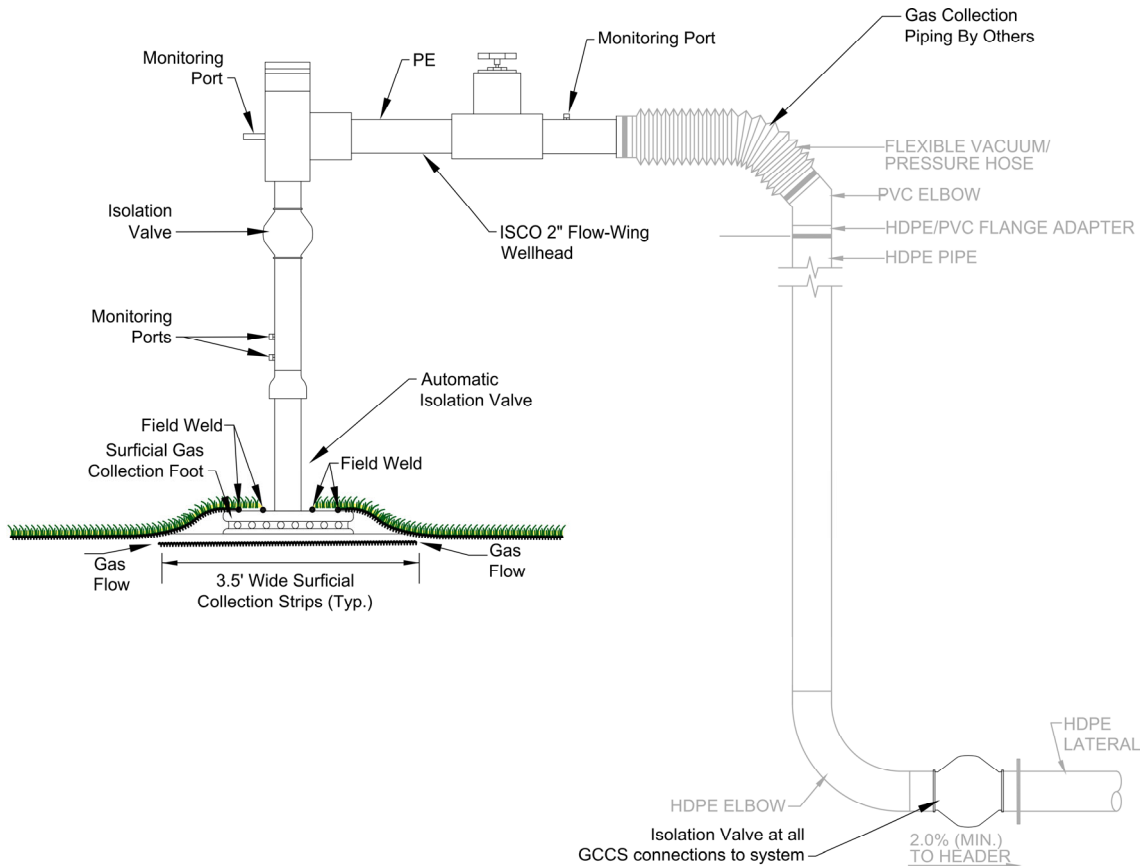 Gas Collection
Piping By Others
Monitoring Port
Monitoring
Port
PE
FLEXIBLE VACUUM/
PRESSURE HOSE
PVC ELBOW
Isolation
Valve
ISCO 2" Flow-Wing
Wellhead
HDPE/PVC FLANGE ADAPTER
HDPE PIPE
Monitoring
Ports
Automatic
Isolation Valve
Field Weld
Surficial Gas
Collection Foot
Field Weld
Gas
Flow
Gas
Flow
3.5' Wide Surficial
Collection Strips (Typ.)
HDPE
LATERAL
HDPE ELBOW
Isolation Valve at all
GCCS connections to system
2.0% (MIN.)
TO HEADER